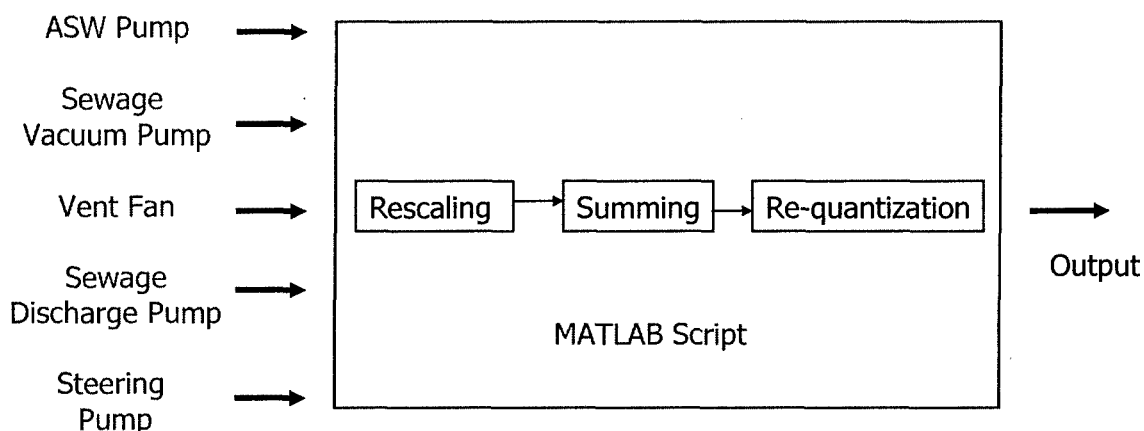 ASW Pump
Sewage
Vacuum Pump
Vent Fan
Sewage
Discharge Pump
Steering
Pump
Rescaling
Summing
Re-quantization
MATLAB Script
Output